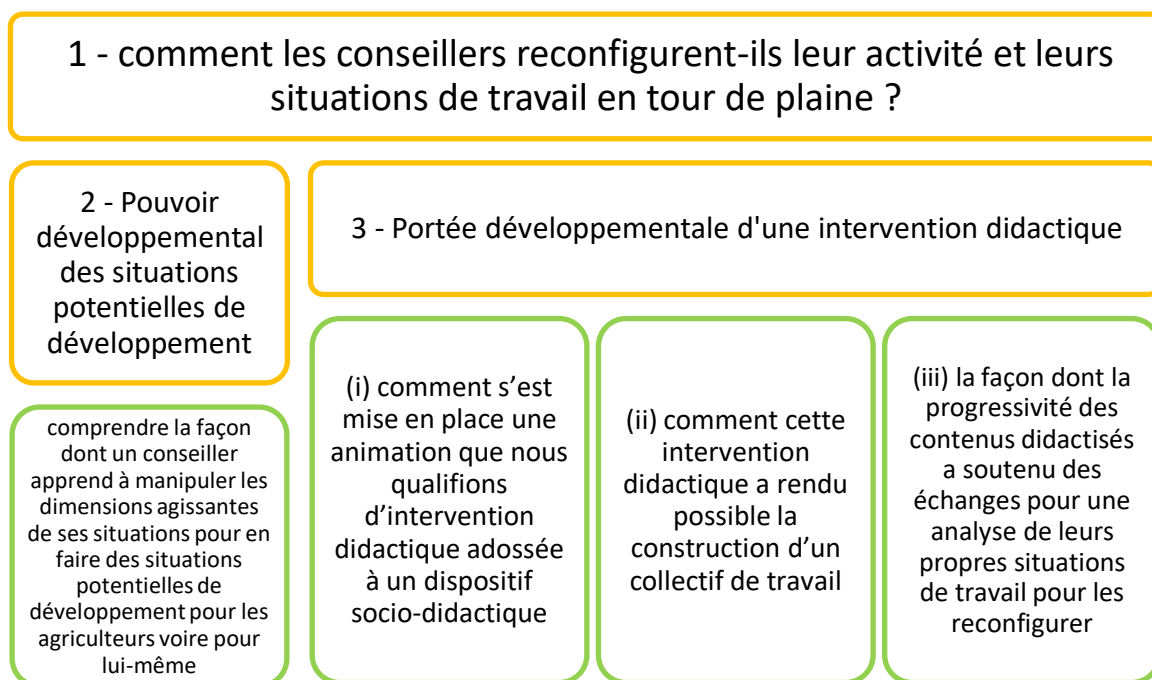 1 - comment les conseillers reconfigurent-ils leur activité et leurs
situations de travail en tour de plaine ?
2 - Pouvoir
développemental
des situations
potentielles de
développement
3 - Portée développementale d'une intervention didactique
comprendre la façon
dont un conseiller
apprend à manipuler les
dimensions agissantes
de ses situations pour en
faire des situations
potentielles de
développement pour les
agriculteurs voire pour
lui-même
(i) comment s’est
mise en place une
animation que nous
qualifions
d’intervention
didactique adossée
à un dispositif
socio-didactique
(ii) comment cette
intervention
didactique a rendu
possible la
construction d’un
collectif de travail
(iii) la façon dont la
progressivité des
contenus didactisés
a soutenu des
échanges pour une
analyse de leurs
propres situations
de travail pour les
reconfigurer